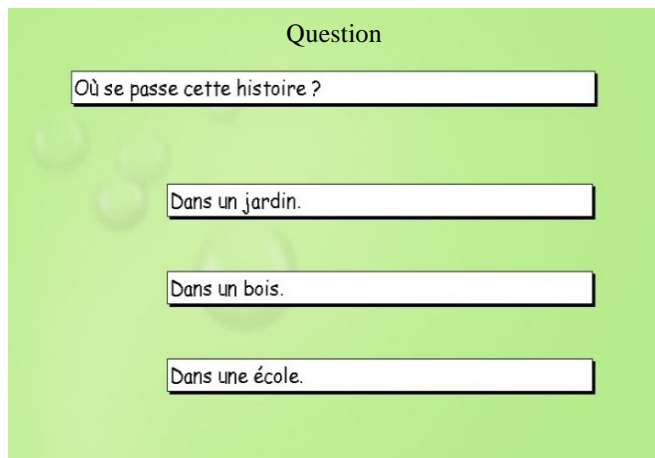 Question
Où se passe cette histoire ?
Dans un jardin.
Dans un bois.
Dans une école.